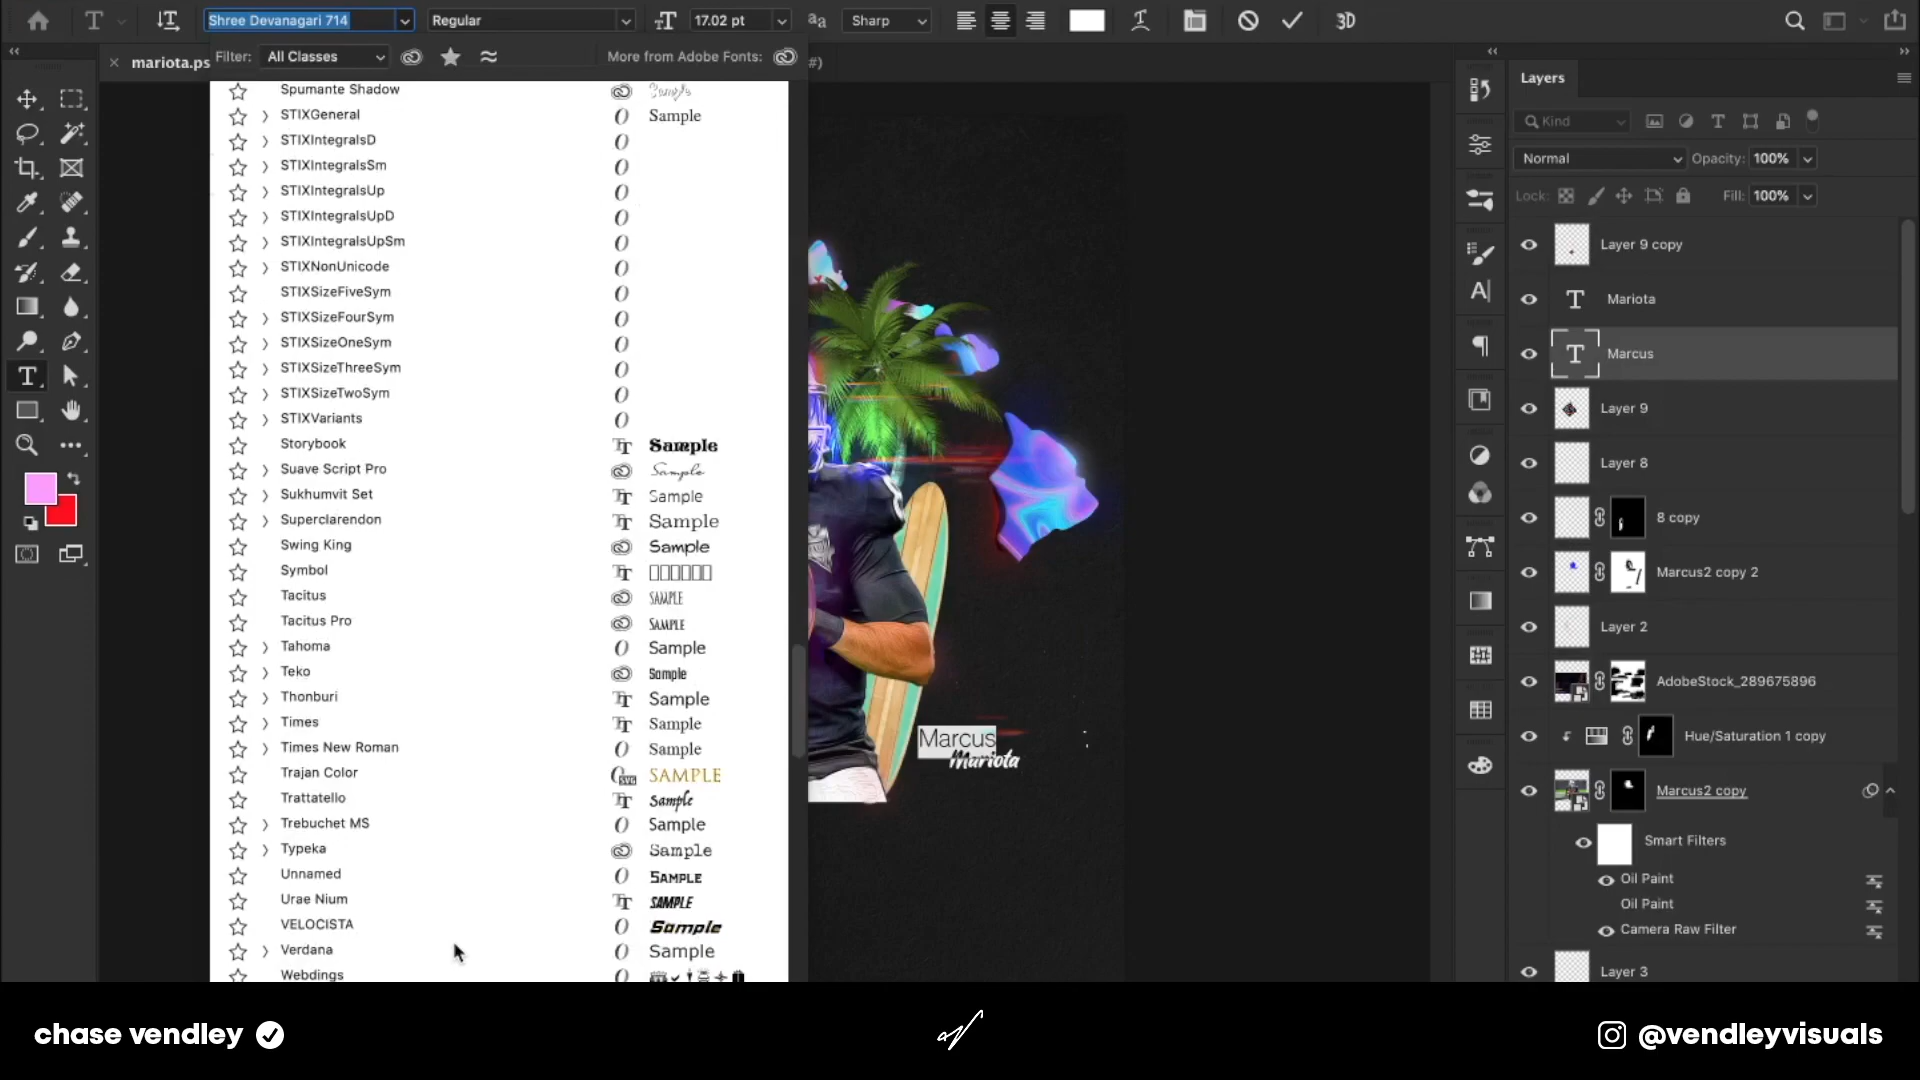 Shree Devanagari 714
Regular
17.02 pt
aa
Sharp
3D
mariota.ps
Filter:
All Classes
More from Adobe Fonts:
#)
Spumante Shadow
Sample
STIXGeneral
Sample
STIXIntegralsD
STIXIntegralsSm
STIXIntegralsUp
STIXIntegralsUpD
STIXIntegralsUpSm
STIXNonUnicode
STIXSizeFiveSym
STIXSizeFourSym
STIXSizeOneSym
STIXSizeThreeSym
STIXSizeTwoSym
STIXVariants
Storybook
Sample
Suave Script Pro
Sample
Sukhumvit Set
Sample
Superclarendon
Sample
Swing King
Sample
Symbol
Tacitus
SAMPLE
Tacitus Pro
SAMPLE
Tahoma
Sample
Teko
Sample
Thonburi
Sample
Times
Sample
Times New Roman
Sample
Trajan Color
SAMPLE
Trattatello
Sample
Trebuchet MS
Sample
Typeka
Sample
Unnamed
SAMPLE
Urae Nium
SAMPLE
VELOCISTA
Sample
Verdana
Sample
Webdings
Marcus
Mariota
Layers
Kind
Normal
Opacity: 100%
Lock:
Fill: 100%
Layer 9 copy
Mariota
Marcus
Layer 9
Layer 8
8 copy
Marcus2 copy 2
Layer 2
AdobeStock_289675896
Hue/Saturation 1 copy
Marcus2 copy
Smart Filters
Oil Paint
Oil Paint
Camera Raw Filter
Layer 3
chase vendley
@vendleyvisuals